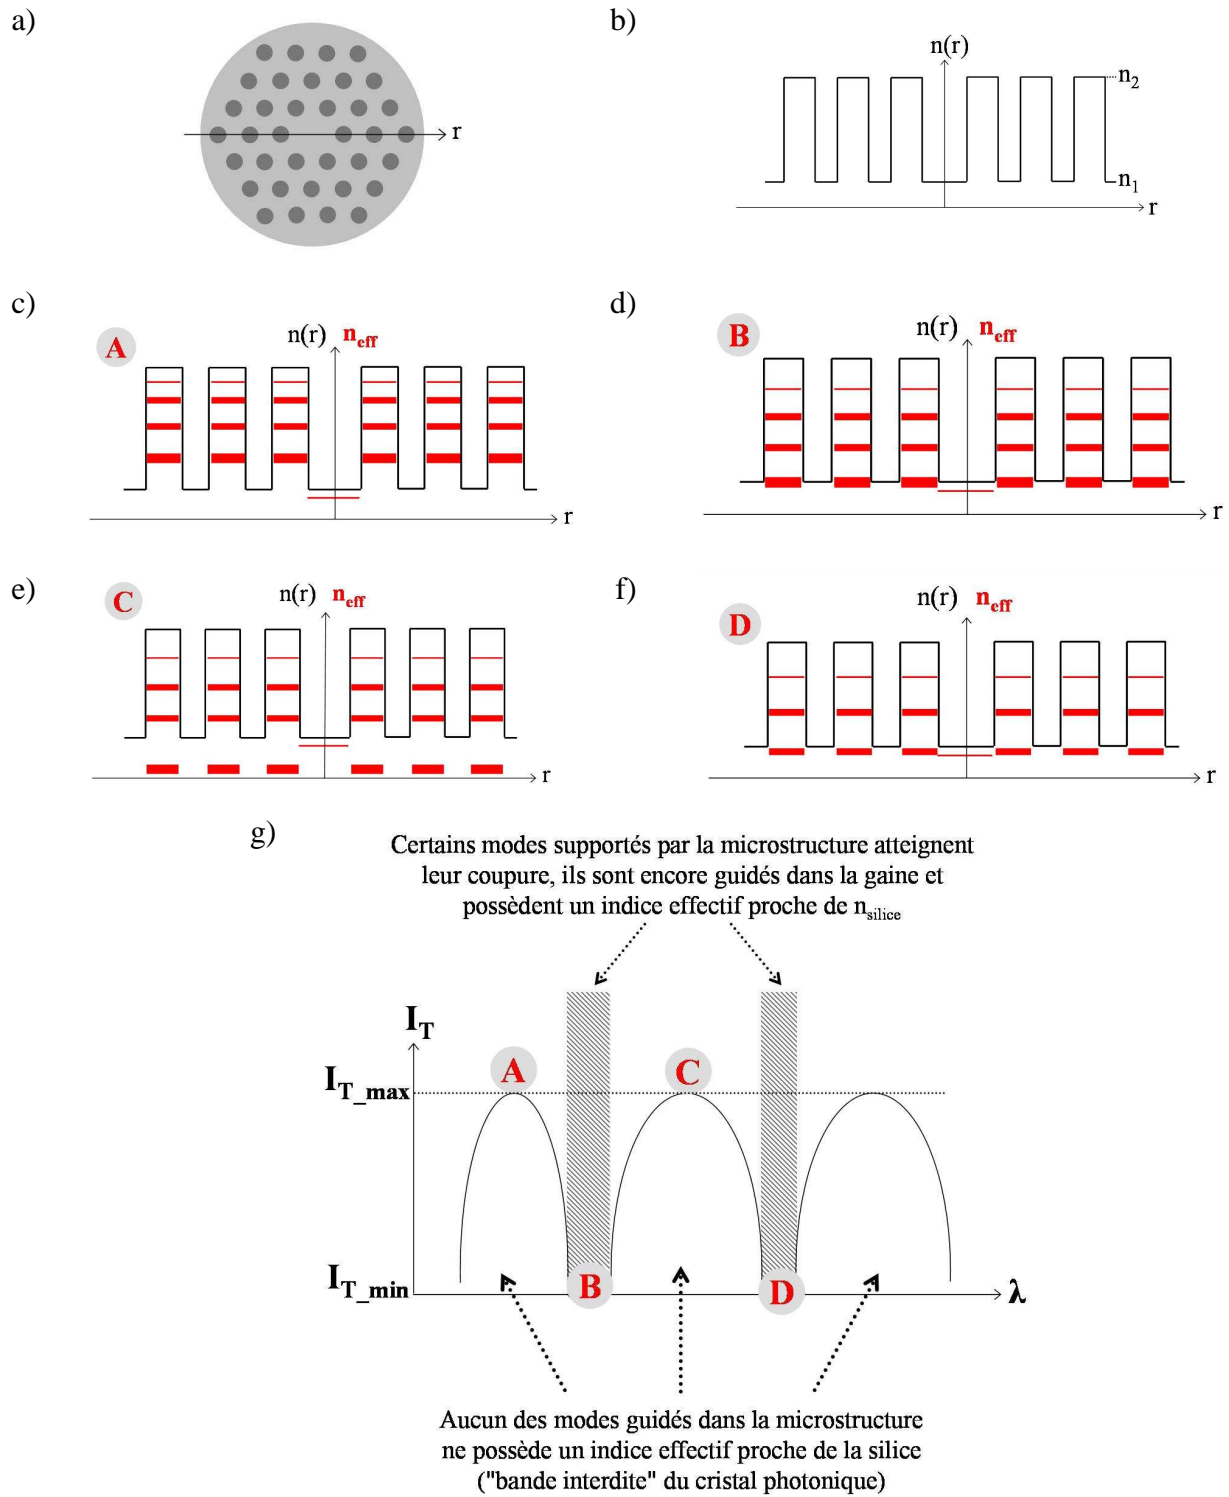 a)
r
b)
n(r)
n2
n1
r
c)
A
n(r) neff
r
d)
B
n(r) neff
r
e)
C
n(r) neff
r
f)
D
n(r) neff
r
g)
Certains modes supportés par la microstructure atteignent
leur coupure, ils sont encore guidés dans la gaine et
possèdent un indice effectif proche de nsilice
IT
A
C
IT_max
IT_min
B
D
λ
Aucun des modes guidés dans la microstructure
ne possède un indice effectif proche de la silice
("bande interdite" du cristal photonique)